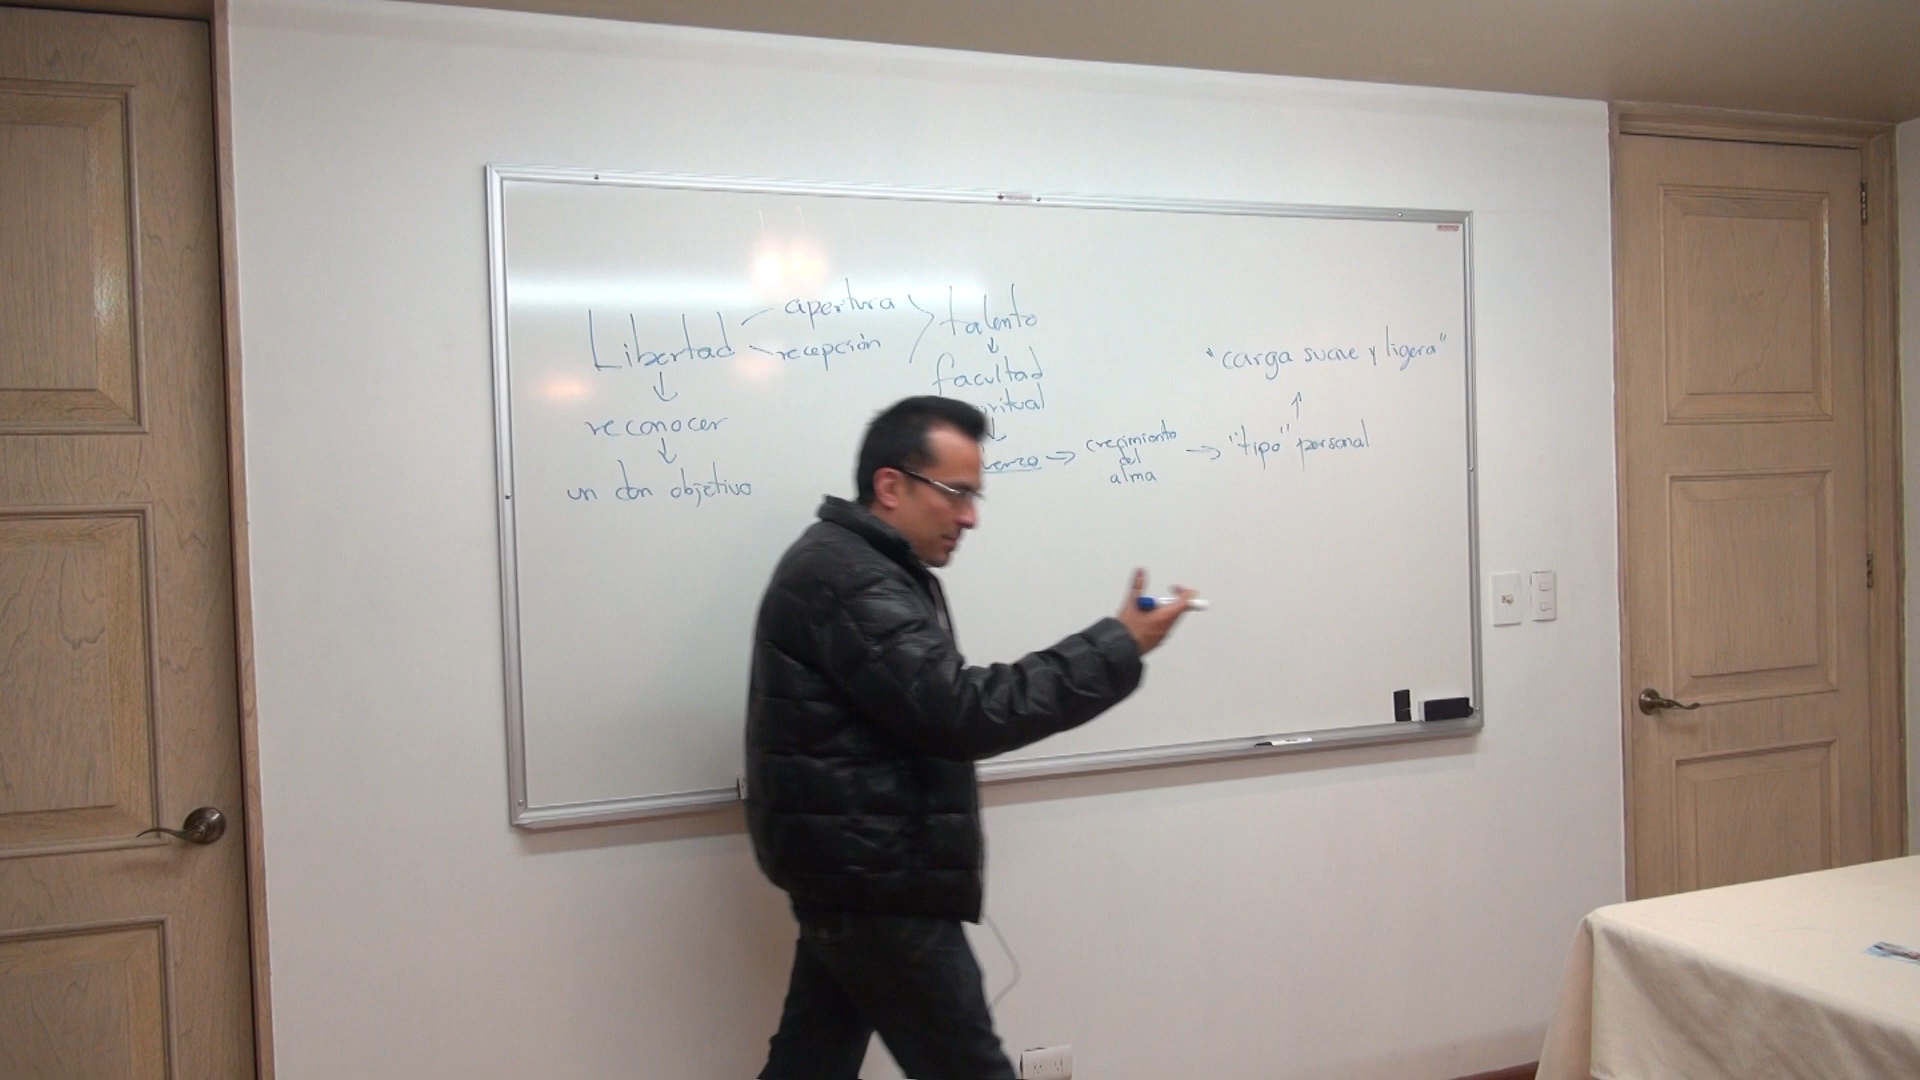 Libertad
apertura
recepción
↓
reconocer
↓
un don objetivo
talento
↓
facultad
↓
→ crecimiento
del
alma
→ "tipo" personal
↑
"carga suave y ligera"